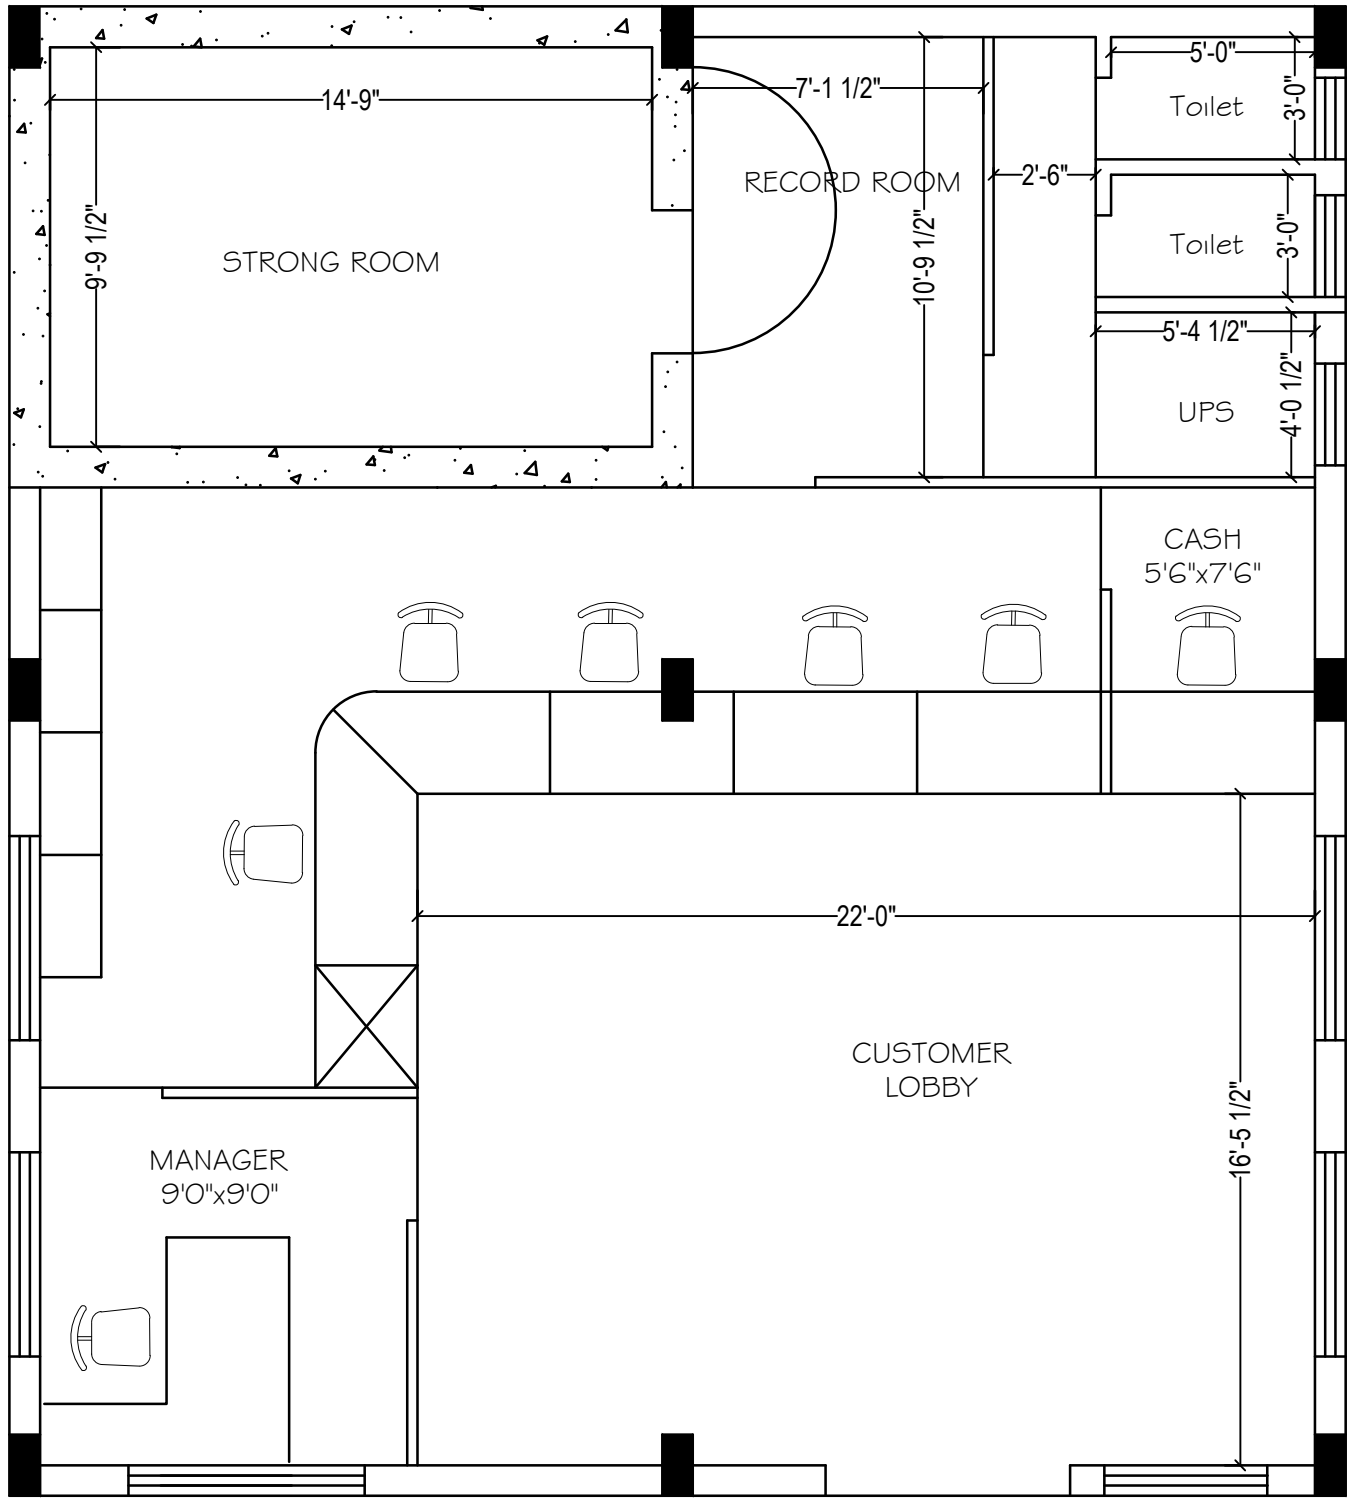 5'-0"
14'-9"
7'-1 1/2"
Toilet
3'-0"
RECORD ROOM
2'-6"
9'-9 1/2"
STRONG ROOM
10'-9 1/2"
Toilet
3'-0"
5'-4 1/2"
UPS
4'-0 1/2"
CASH
5'6"x7'6"
22'-0"
CUSTOMER
LOBBY
16'-5 1/2"
MANAGER
9'0"x9'0"